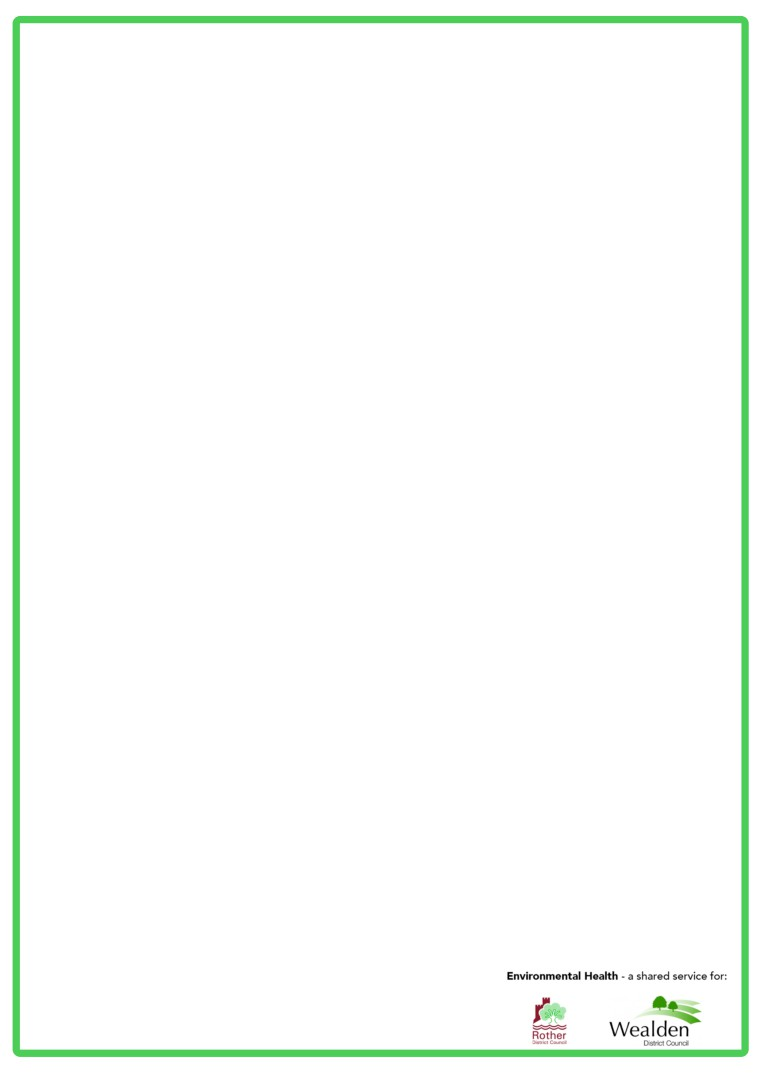 Environmental Health - a shared service for:
Rother
District Council
Wealden
District Council